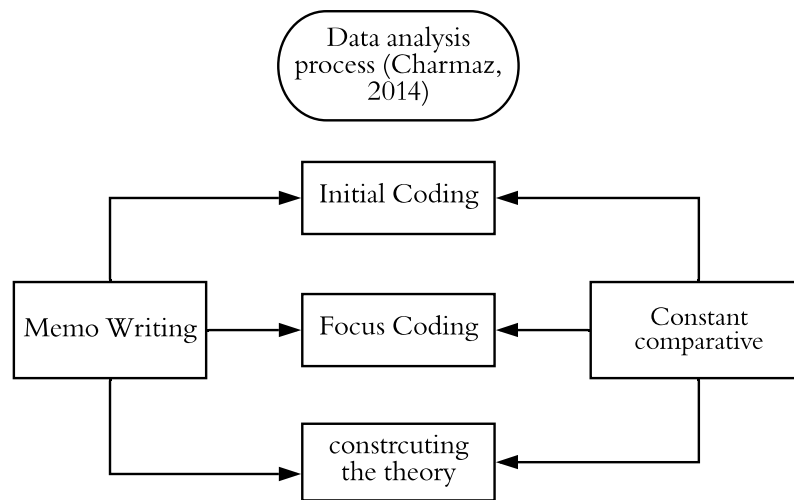 Data analysis
process (Charmaz,
2014)
Initial Coding
Memo Writing
Focus Coding
Constant
comparative
constrcuting
the theory